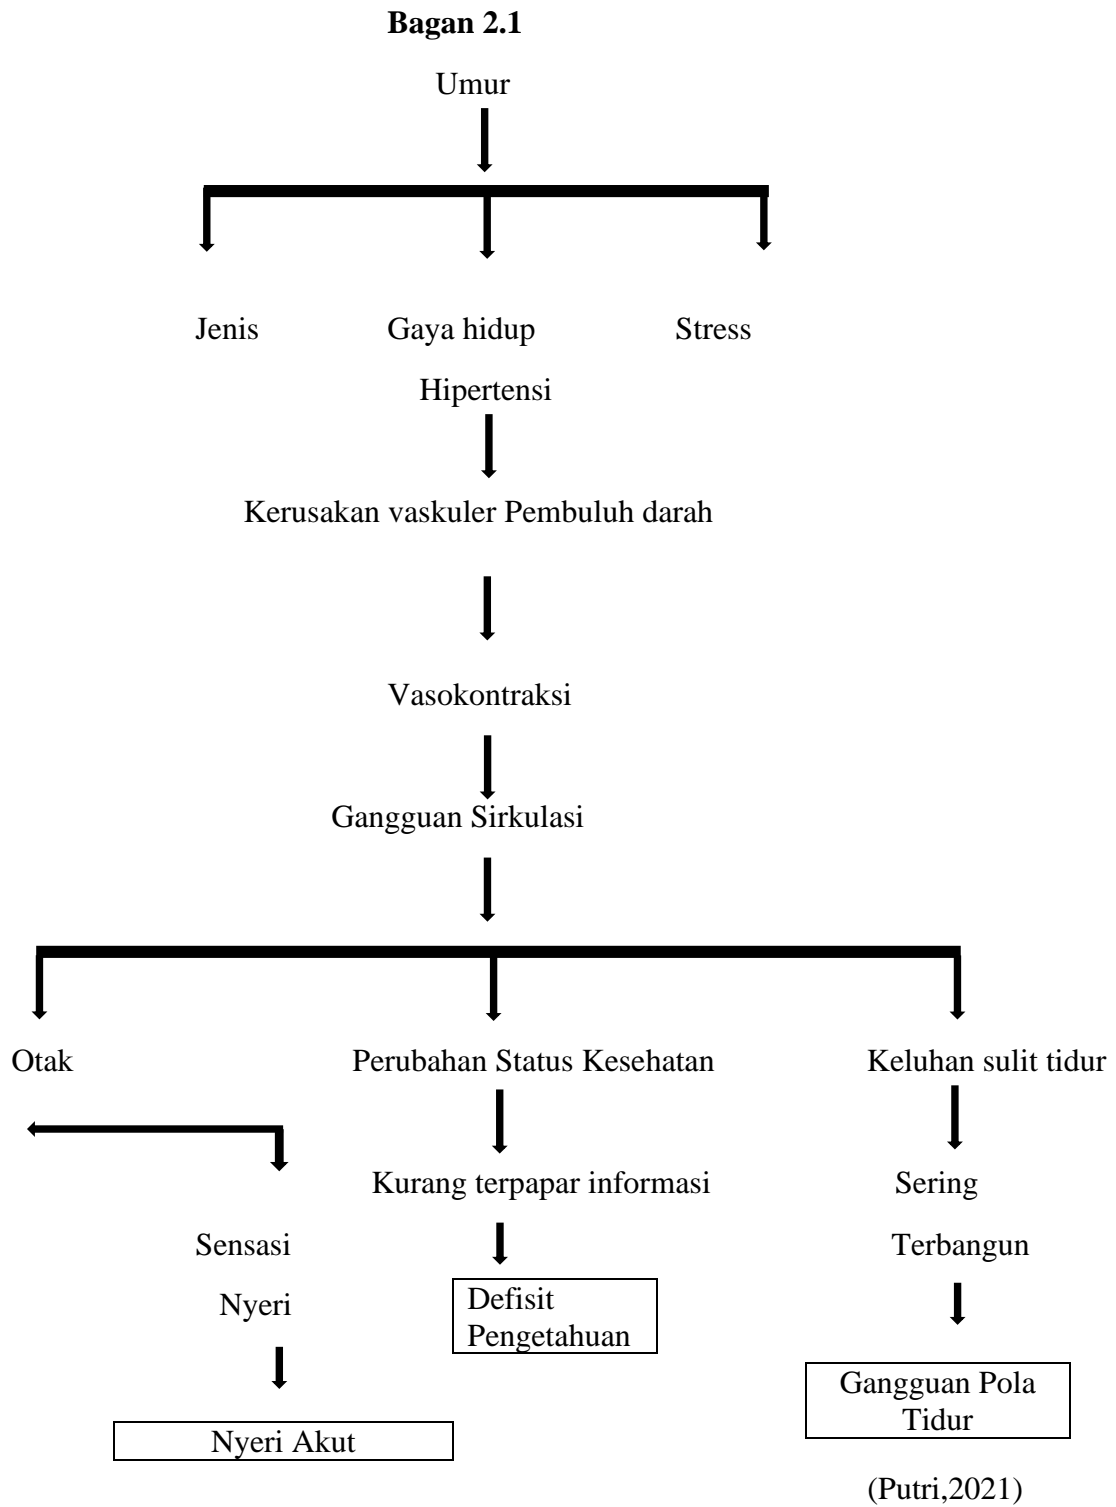 Bagan 2.1
Umur
Jenis Gaya hidup Stress
Hipertensi
Kerusakan vaskuler Pembuluh darah
Vasokontraksi
Gangguan Sirkulasi
Otak Perubahan Status Kesehatan Keluhan sulit tidur
Kurang terpapar informasi Sering
Sensasi Terbangun
Nyeri
Defisit
Pengetahuan
Gangguan Pola
Tidur
Nyeri Akut
(Putri,2021)